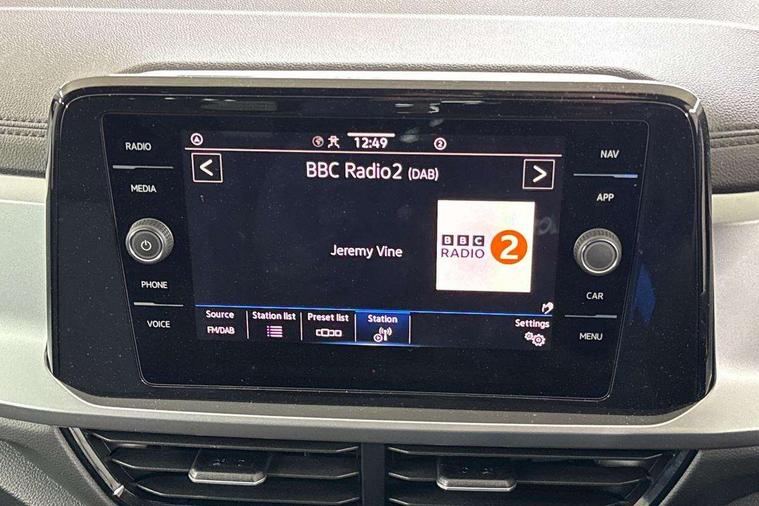 RADIO
MEDIA
PHONE
VOICE
A
12:49
2
<
BBC Radio2 (DAB)
>
Jeremy Vine
BBC
RADIO
2
Source
FM/DAB
Station list
Preset list
Station
Settings
NAV
APP
CAR
MENU